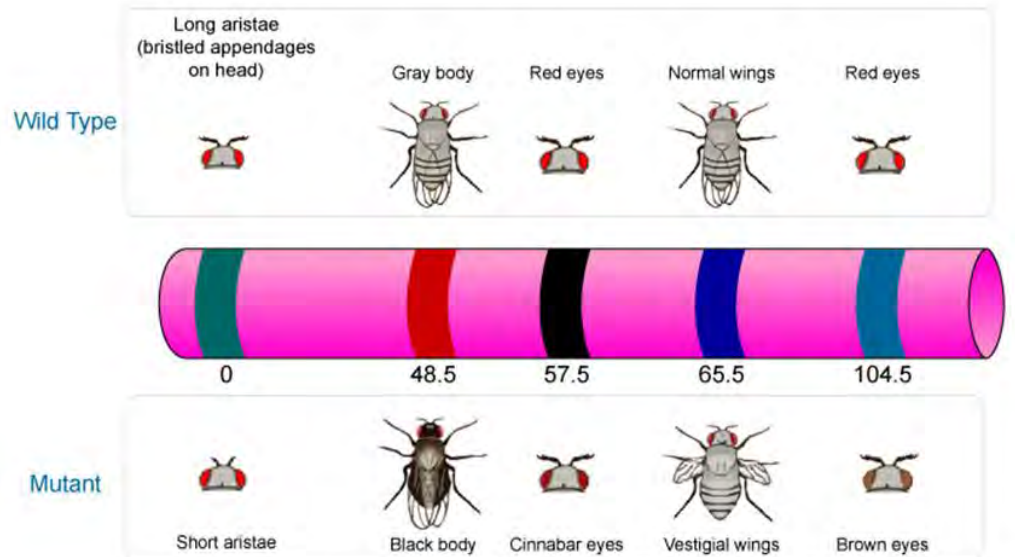 Long aristae
(bristled appendages
on head)
Gray body
Red eyes
Normal wings
Red eyes
Wild Type
0
48.5
57.5
65.5
104.5
Mutant
Short aristae
Black body
Cinnabar eyes
Vestigial wings
Brown eyes